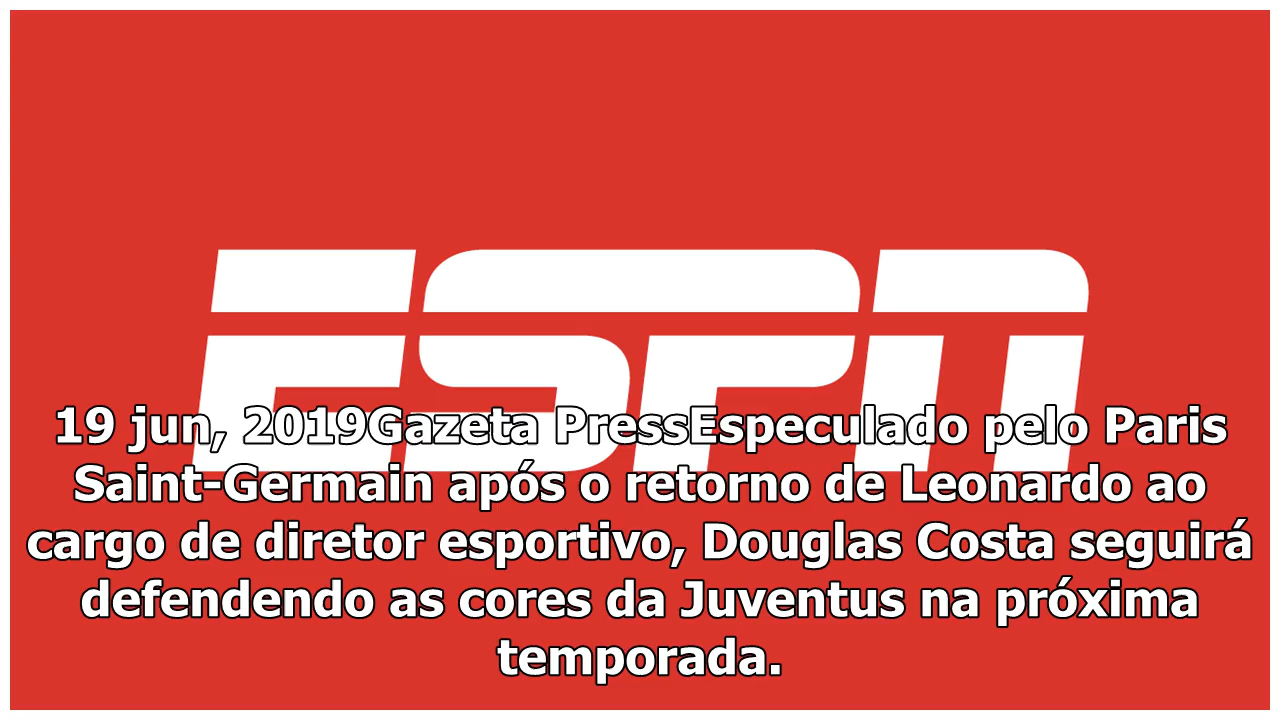 ESPN
19 jun, 2019Gazeta PressEspeculado pelo Paris
Saint-Germain após o retorno de Leonardo ao
cargo de diretor esportivo, Douglas Costa seguirá
defendendo as cores da Juventus na próxima
temporada.